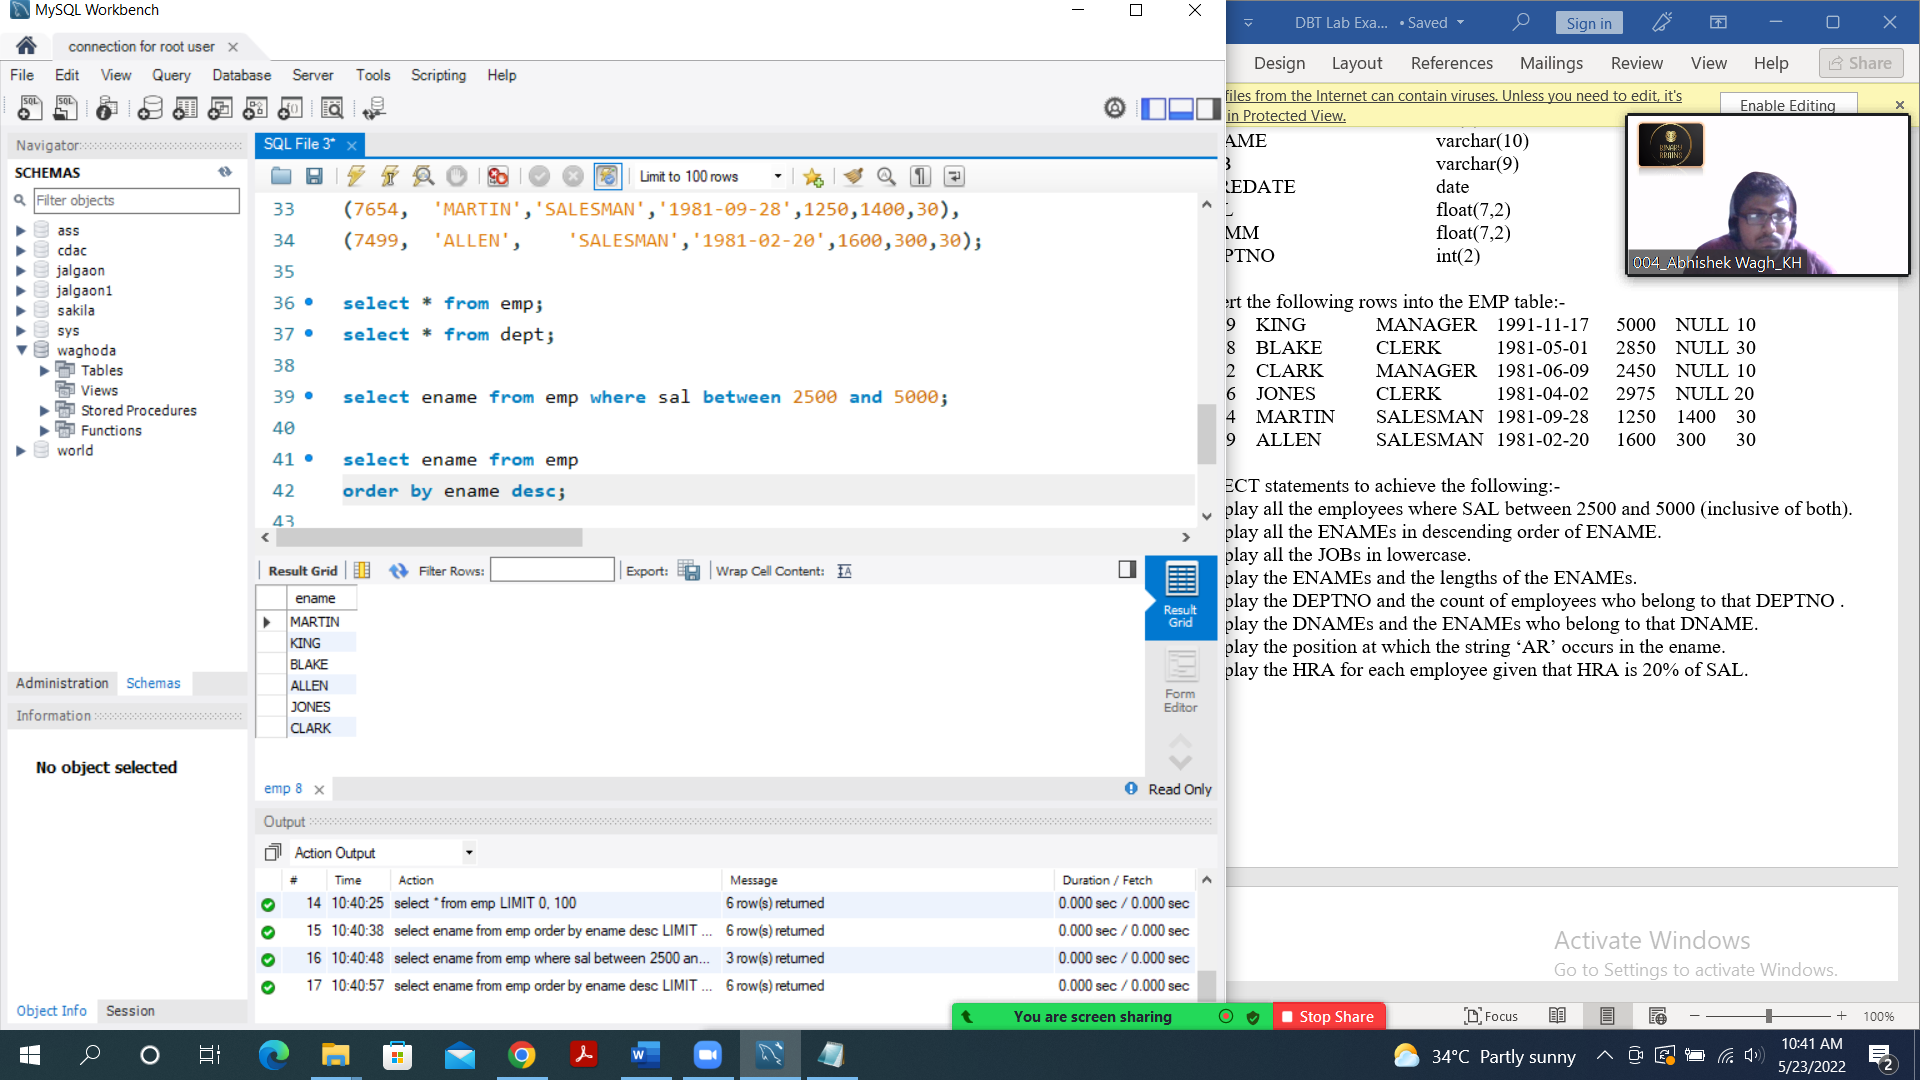 MySQL Workbench
connection for root user
File Edit View Query Database Server Tools Scripting Help
Navigator
SCHEMAS
Filter objects
ass
cdac
jalgaon
jalgaon1
sakila
sys
waghoda
Tables
Views
Stored Procedures
Functions
world
Administration Schemas
Information
No object selected
Object Info Session
SQL File 3*
Limit to 100 rows
33 (7654, 'MARTIN','SALESMAN','1981-09-28',1250,1400,30),
34 (7499, 'ALLEN', 'SALESMAN','1981-02-20',1600,300,30);
35
36 select * from emp;
37 select * from dept;
38
39 select ename from emp where sal between 2500 and 5000;
40
41 select ename from emp
42 order by ename desc;
43
Result Grid Filter Rows: Export: Wrap Cell Content:
ename
MARTIN
KING
BLAKE
ALLEN
JONES
CLARK
Result Grid
Form Editor
emp 8
Read Only
Output
Action Output
# Time Action Message Duration / Fetch
14 10:40:25 select * from emp LIMIT 0, 100 6 row(s) returned 0.000 sec / 0.000 sec
15 10:40:38 select ename from emp order by ename desc LIMIT ... 6 row(s) returned 0.000 sec / 0.000 sec
16 10:40:48 select ename from emp where sal between 2500 an... 3 row(s) returned 0.000 sec / 0.000 sec
17 10:40:57 select ename from emp order by ename desc LIMIT ... 6 row(s) returned 0.000 sec / 0.000 sec
You are screen sharing Stop Share
DBT Lab Exa... • Saved Sign in
Design Layout References Mailings Review View Help Share
files from the Internet can contain viruses. Unless you need to edit, it's
in Protected View.
Enable Editing
BINARY BRAINS
004_Abhishek Wagh_KH
AME varchar(10)
B varchar(9)
REDATE date
L float(7,2)
MM float(7,2)
PTNO int(2)
ert the following rows into the EMP table:-
9 KING MANAGER 1991-11-17 5000 NULL 10
8 BLAKE CLERK 1981-05-01 2850 NULL 30
2 CLARK MANAGER 1981-06-09 2450 NULL 10
6 JONES CLERK 1981-04-02 2975 NULL 20
4 MARTIN SALESMAN 1981-09-28 1250 1400 30
9 ALLEN SALESMAN 1981-02-20 1600 300 30
ECT statements to achieve the following:-
play all the employees where SAL between 2500 and 5000 (inclusive of both).
play all the ENAMEs in descending order of ENAME.
play all the JOBs in lowercase.
play the ENAMEs and the lengths of the ENAMEs.
play the DEPTNO and the count of employees who belong to that DEPTNO .
play the DNAMEs and the ENAMEs who belong to that DNAME.
play the position at which the string ‘AR’ occurs in the ename.
play the HRA for each employee given that HRA is 20% of SAL.
Activate Windows
Go to Settings to activate Windows.
Focus 100%
34°C Partly sunny
10:41 AM
5/23/2022
2